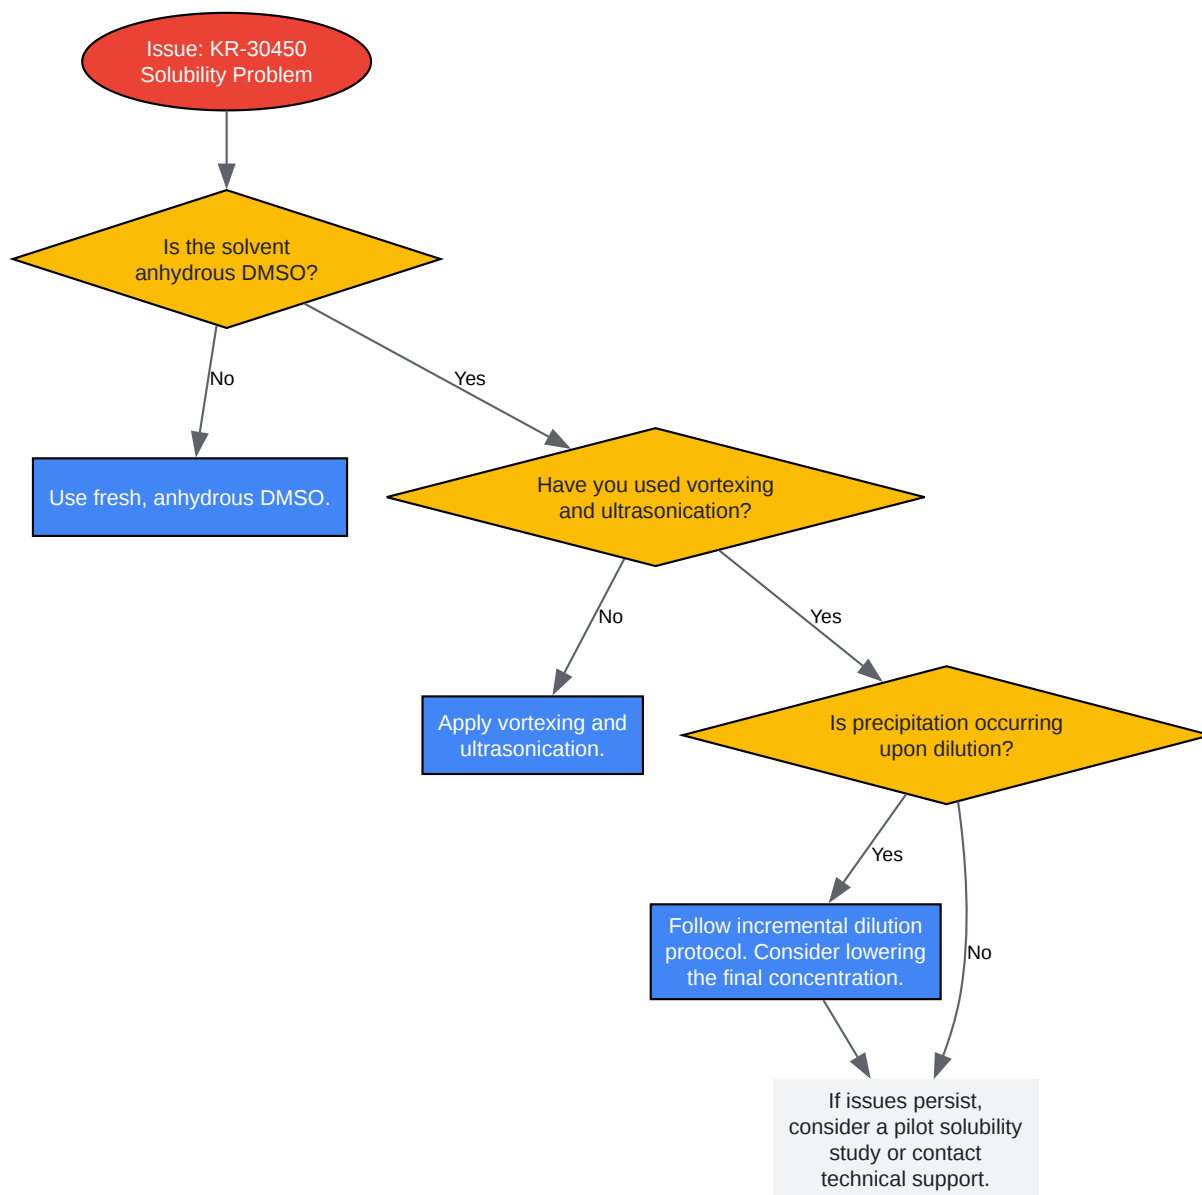 Issue: KR-30450
Solubility Problem
Is the solvent
anhydrous DMSO?
No
Yes
Use fresh, anhydrous DMSO.
Have you used vortexing
and ultrasonication?
No
Yes
Apply vortexing and
ultrasonication.
Is precipitation occurring
upon dilution?
Yes
Follow incremental dilution
protocol. Consider lowering
the final concentration.
No
If issues persist,
consider a pilot solubility
study or contact
technical support.